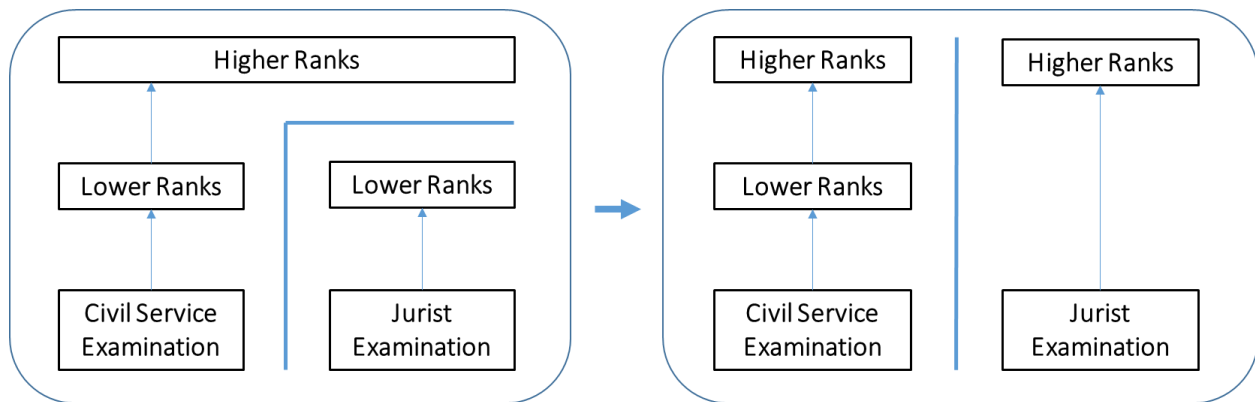 Higher Ranks
Lower Ranks
Lower Ranks
Civil Service
Examination
Jurist
Examination
Higher Ranks
Higher Ranks
Lower Ranks
Civil Service
Examination
Jurist
Examination